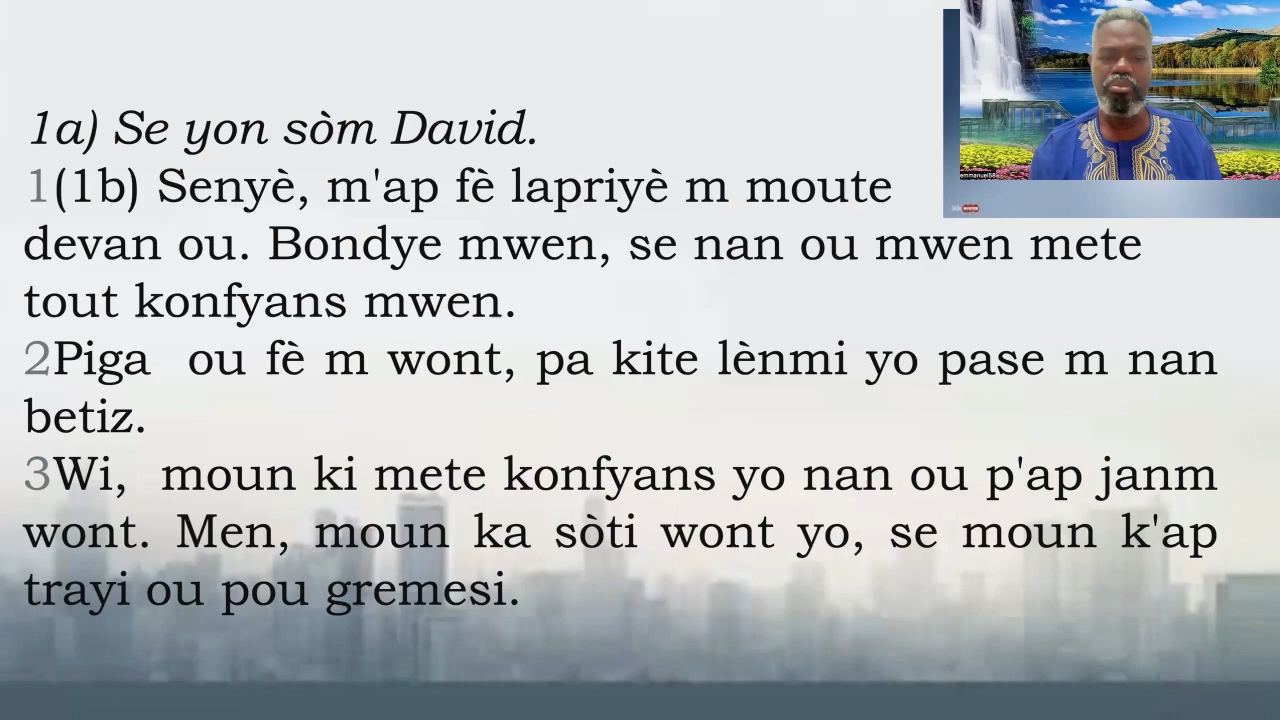 1a) Se yon sòm David.
1(1b) Senyè, m'ap fè lapriyè m moute
devan ou. Bondye mwen, se nan ou mwen mete
tout konfyans mwen.
2Piga ou fè m wont, pa kite lènmi yo pase m nan
betiz.
3Wi, moun ki mete konfyans yo nan ou p'ap janm
wont. Men, moun ka sòti wont yo, se moun k'ap
trayi ou pou gremesi.